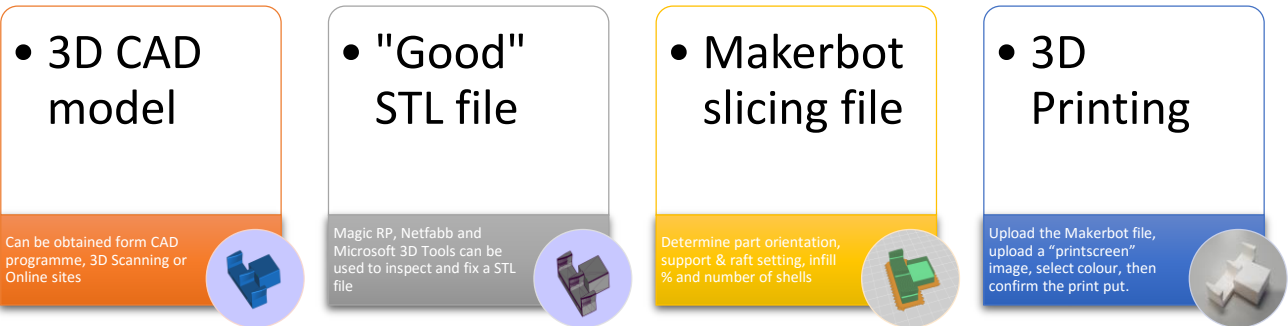 • 3D CAD
model
Can be obtained form CAD
programme, 3D Scanning or
Online sites
• "Good"
STL file
Magic RP, Netfabb and
Microsoft 3D Tools can be
used to inspect and fix a STL
file
• Makerbot
slicing file
Determine part orientation,
support & raft setting, infill
% and number of shells
• 3D
Printing
Upload the Makerbot file,
upload a “printscreen”
image, select colour, then
confirm the print put.